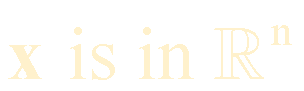 x is in ℝⁿ